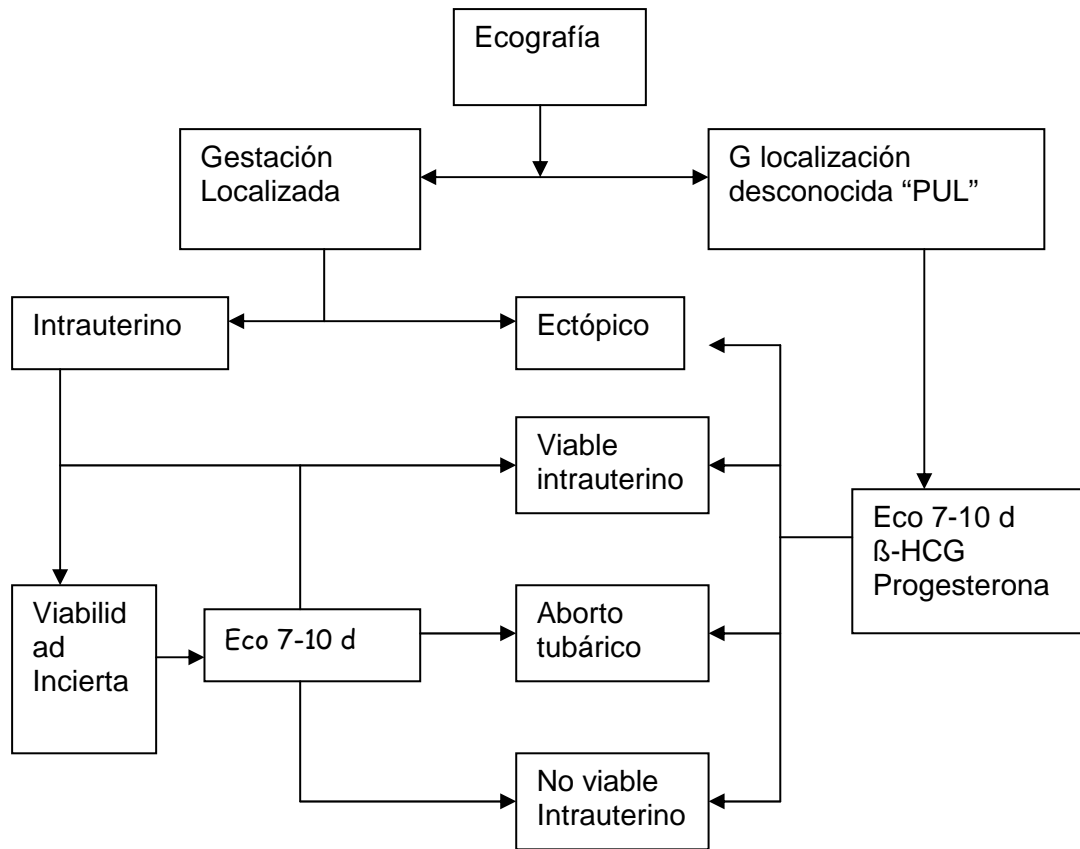 Ecografía
Gestación
Localizada
G localización
desconocida “PUL”
Intrauterino
Ectópico
Viable
intrauterino
Eco 7-10 d
ß-HCG
Progesterona
Viabilid
ad
Incierta
Eco 7-10 d
Aborto
tubárico
No viable
Intrauterino